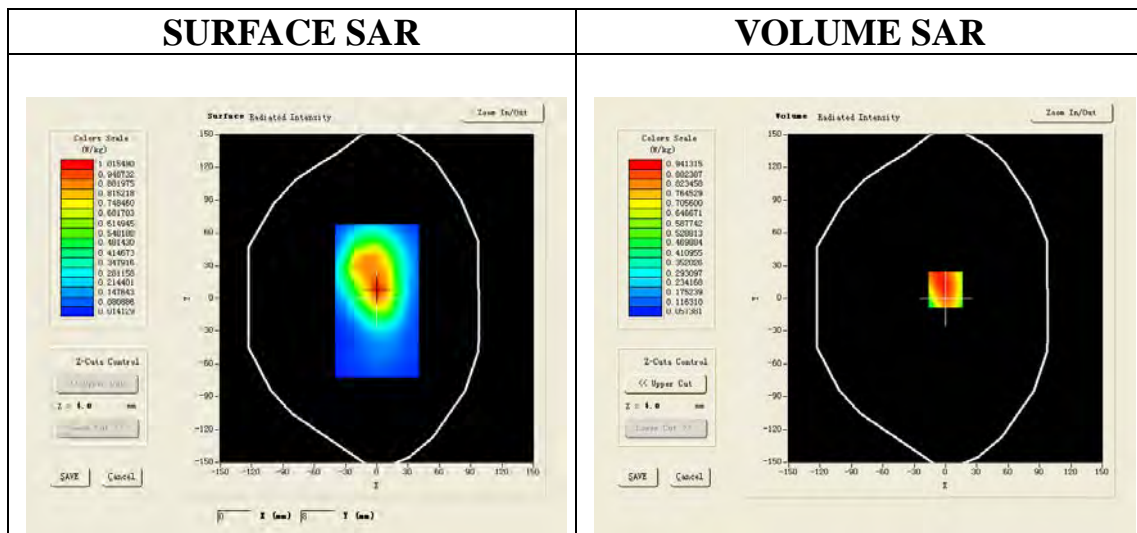 SURFACE SAR
VOLUME SAR
Surface Radiated Intensity
Zoom In/Out
Colors Scale
(W/kg)
1.015490
0.948732
0.881975
0.815218
0.748460
0.681703
0.614945
0.548188
0.481430
0.414673
0.347916
0.281158
0.214401
0.147643
0.080886
0.014129
150
120
90
60
30
0
-30
-60
-90
-120
-150
Y
-150 -120 -90 -60 -30 0 30 60 90 120 150
X
Z-Cuts Control
<< Upper Cut
Z = 4.0 mm
Lower Cut >>
SAVE Cancel
0 X (mm) 8 Y (mm)
Volume Radiated Intensity
Zoom In/Out
Colors Scale
(W/kg)
0.941315
0.882387
0.823458
0.764529
0.705600
0.646671
0.587742
0.528813
0.469884
0.410955
0.352026
0.293097
0.234168
0.175239
0.116310
0.057381
150
120
90
60
30
0
-30
-60
-90
-120
-150
Y
-150 -120 -90 -60 -30 0 30 60 90 120 150
X
Z-Cuts Control
<< Upper Cut
Z = 4.0 mm
Lower Cut >>
SAVE Cancel